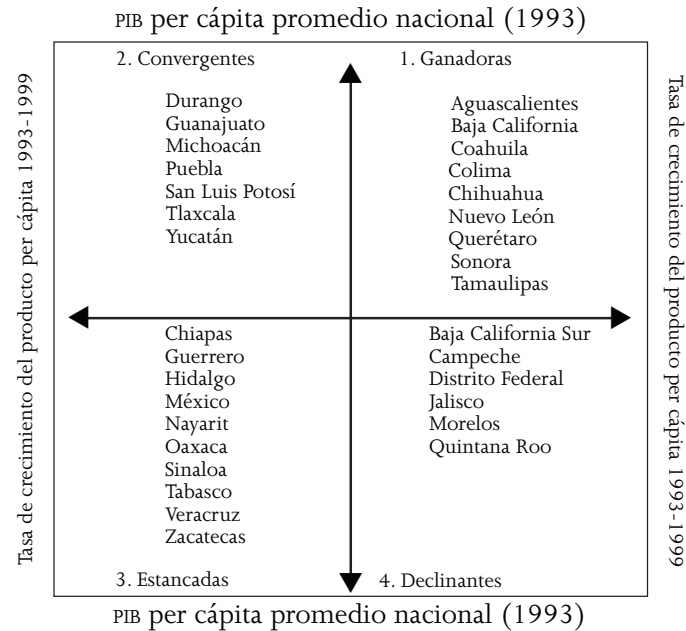 PIB per cápita promedio nacional (1993)
Tasa de crecimiento del producto per cápita 1993-1999
2. Convergentes
Durango
Guanajuato
Michoacán
Puebla
San Luis Potosí
Tlaxcala
Yucatán
1. Ganadoras
Aguascalientes
Baja California
Coahuila
Colima
Chihuahua
Nuevo León
Querétaro
Sonora
Tamaulipas
Tasa de crecimiento del producto per cápita 1993-1999
Chiapas
Guerrero
Hidalgo
México
Nayarit
Oaxaca
Sinaloa
Tabasco
Veracruz
Zacatecas
3. Estancadas
Baja California Sur
Campeche
Distrito Federal
Jalisco
Morelos
Quintana Roo
4. Declinantes
PIB per cápita promedio nacional (1993)